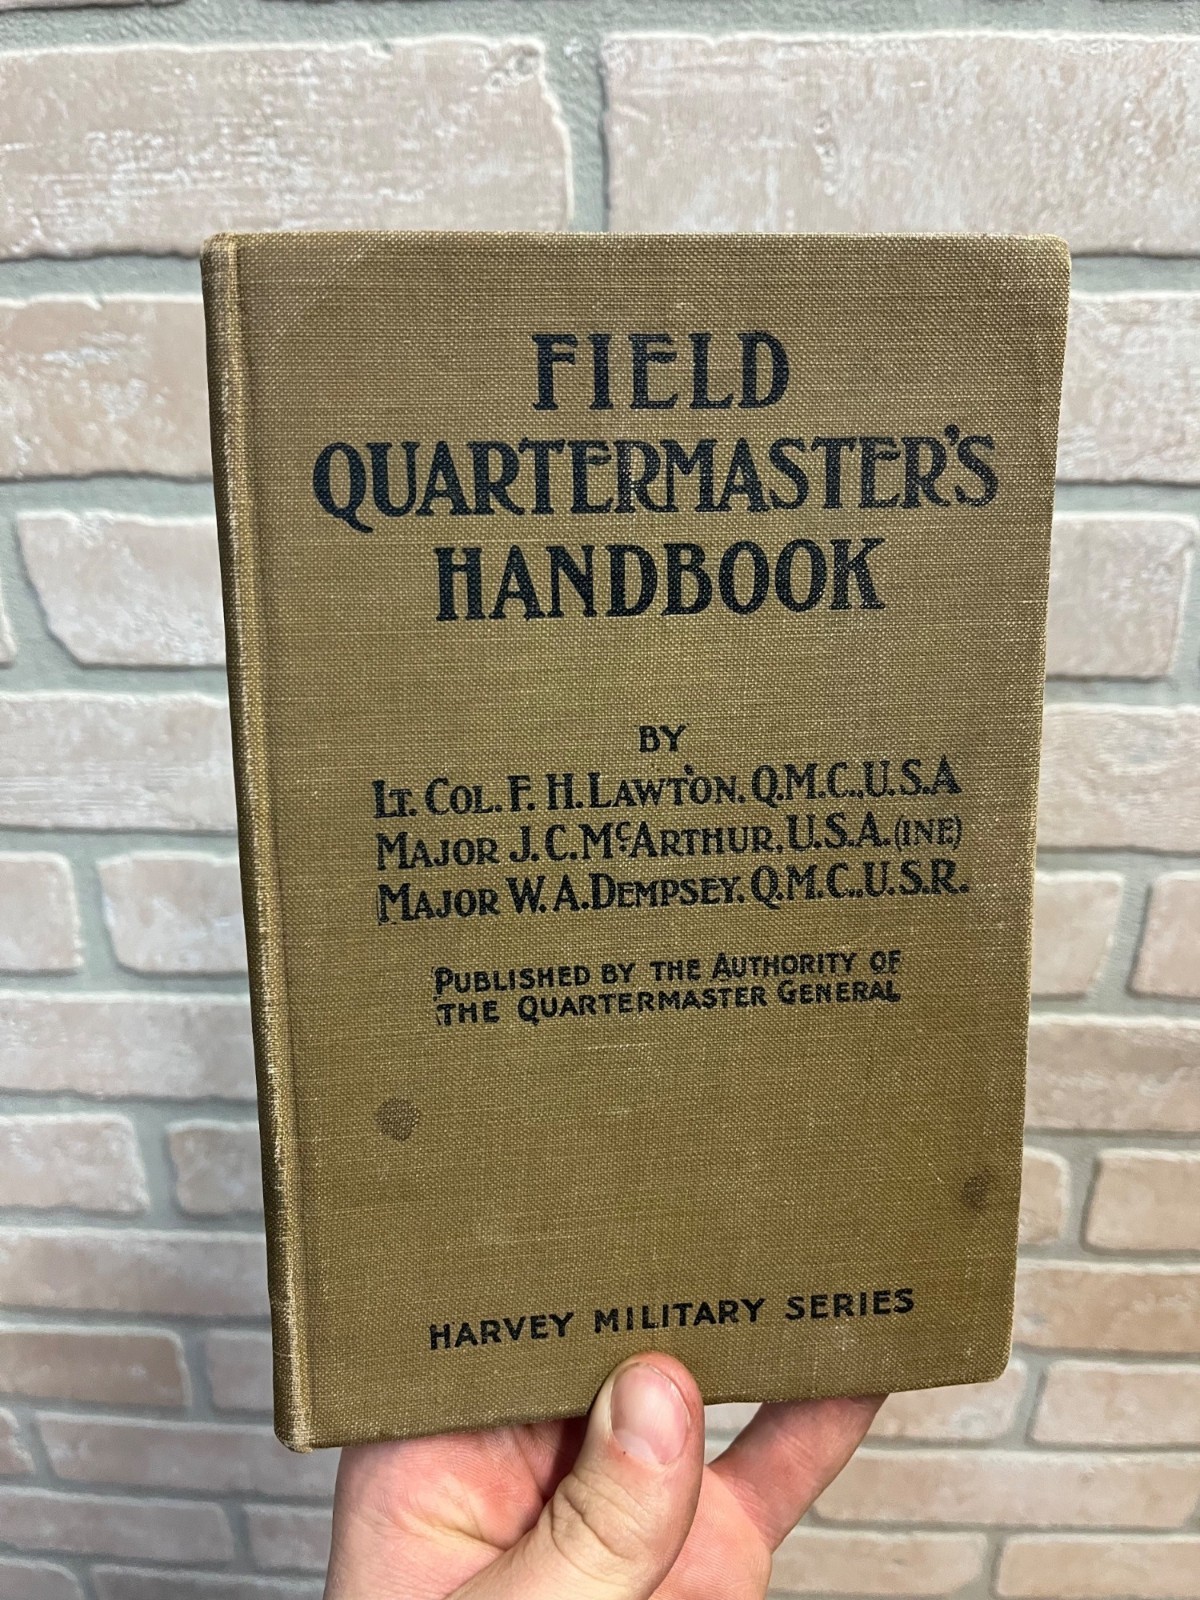 FIELD
QUARTERMASTER'S
HANDBOOK
BY
LT. COL. F. H. LAWTON. Q.M.C., U.S.A
MAJOR J. C. McARTHUR, U.S.A. (INF.)
MAJOR W. A. DEMPSEY. Q.M.C., U.S.R.
PUBLISHED BY THE AUTHORITY OF
THE QUARTERMASTER GENERAL
HARVEY MILITARY SERIES